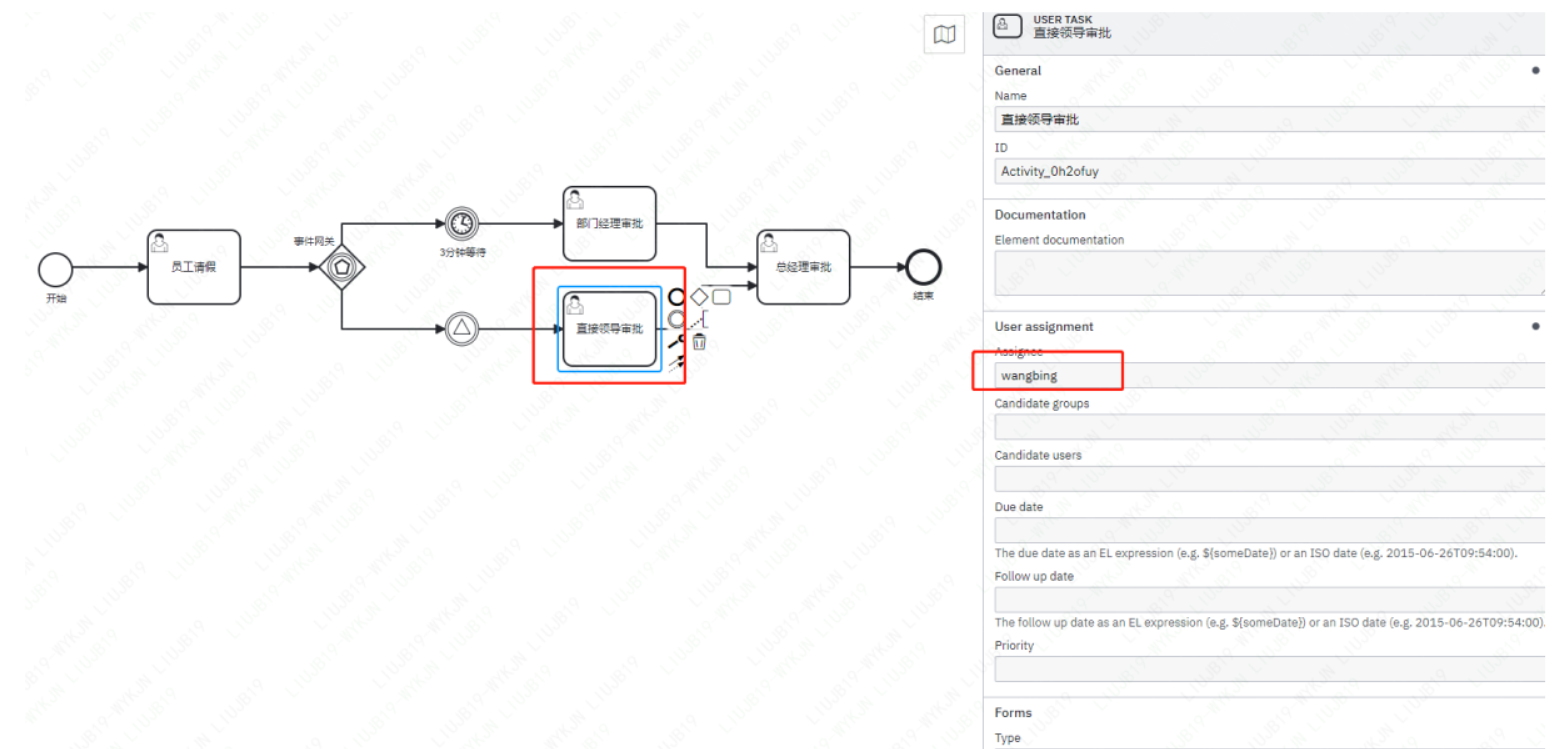 开始
员工请假
事件网关
3分钟等待
部门经理审批
直接领导审批
总经理审批
结束
USER TASK
直接领导审批
General
Name
直接领导审批
ID
Activity_0h2ofuy
Documentation
Element documentation
User assignment
Assignee
wangbing
Candidate groups
Candidate users
Due date
The due date as an EL expression (e.g. ${someDate}) or an ISO date (e.g. 2015-06-26T09:54:00).
Follow up date
The follow up date as an EL expression (e.g. ${someDate}) or an ISO date (e.g. 2015-06-26T09:54:00).
Priority
Forms
Type